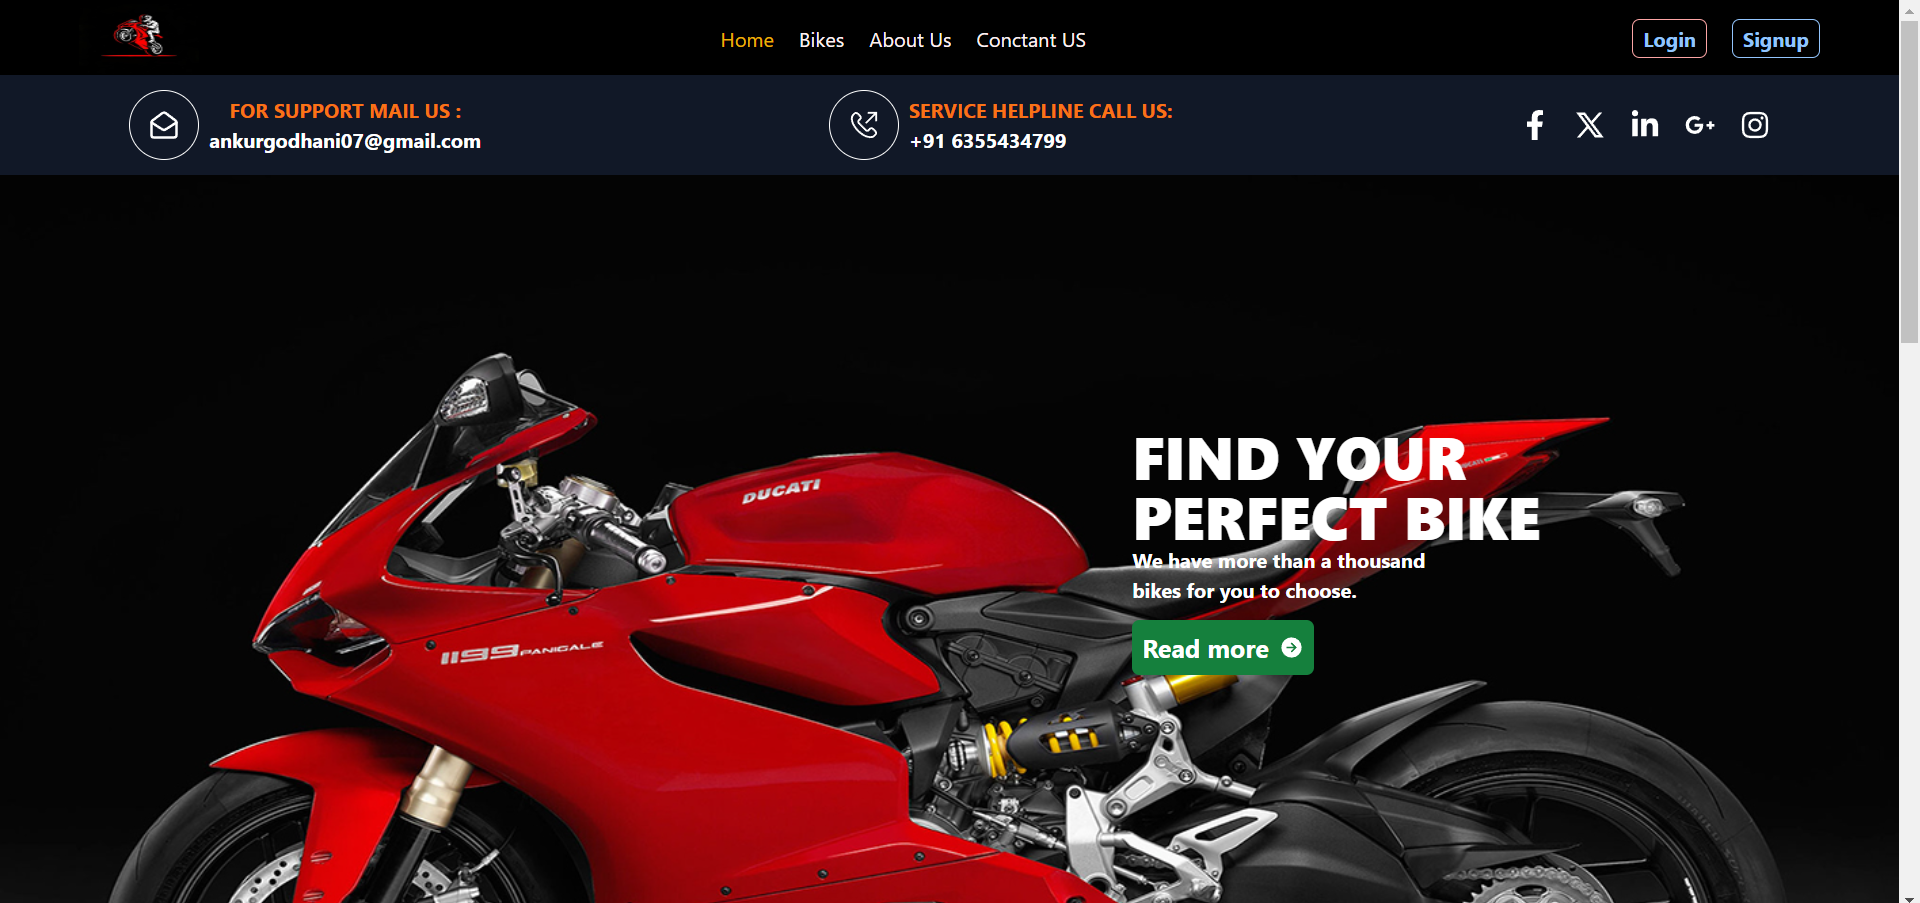 Home Bikes About Us Conctant US
Login Signup
FOR SUPPORT MAIL US :
ankurgodhani07@gmail.com
SERVICE HELPLINE CALL US:
+91 6355434799
DUCATI
FIND YOUR
PERFECT BIKE
We have more than a thousand
bikes for you to choose.
Read more
1199 PANIGALE